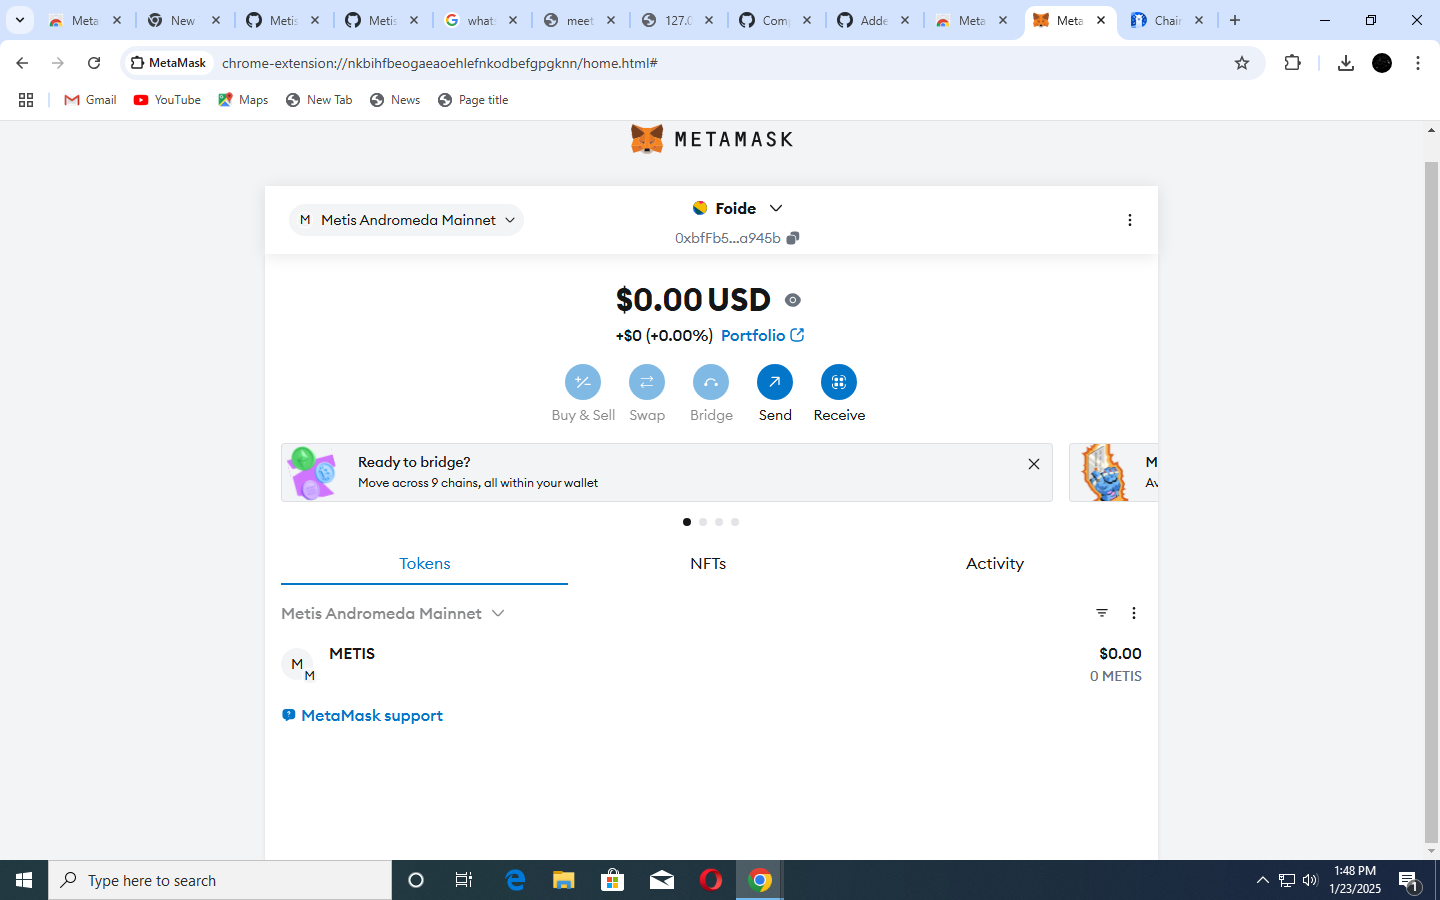 Meta
New
Metis
Metis
what
meet
127.0
Com
Adde
Meta
Meta
Chair
MetaMask
chrome-extension://nkbihfbeogaeaoehlefnkodbefgpgknn/home.html#
Gmail
YouTube
Maps
New Tab
News
Page title
METAMASK
M Metis Andromeda Mainnet
Foide
0xbfFb5...a945b
$0.00 USD
+$0 (+0.00%) Portfolio
Buy & Sell
Swap
Bridge
Send
Receive
Ready to bridge?
Move across 9 chains, all within your wallet
M
Av
Tokens
NFTs
Activity
Metis Andromeda Mainnet
M
M
METIS
$0.00
0 METIS
MetaMask support
Type here to search
1:48 PM
1/23/2025
1